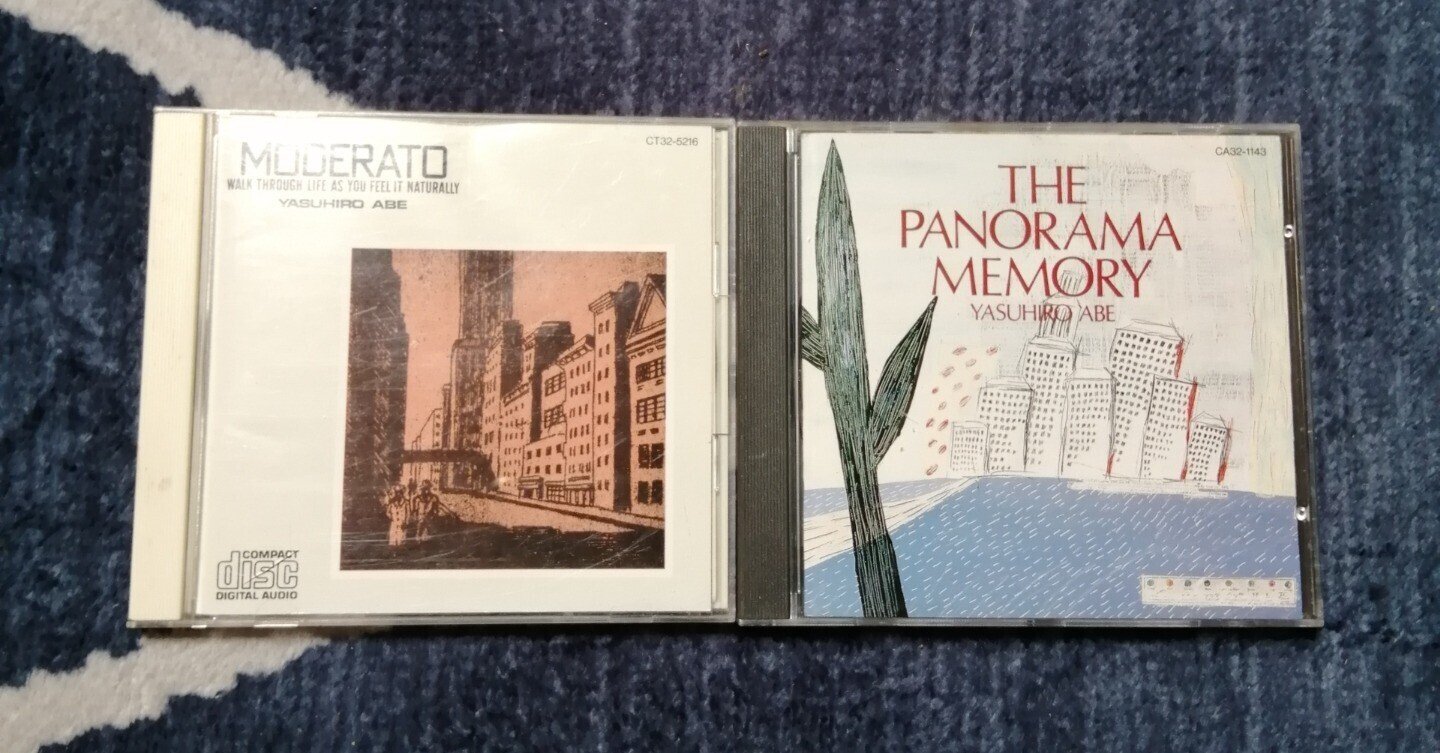 MODERATO
WALK THROUGH LIFE AS YOU FEEL IT NATURALLY
YASUHIRO ABE
CT32-5216
COMPACT
disc
DIGITAL AUDIO
CA32-1143
THE
PANORAMA
MEMORY
YASUHIRO ABE